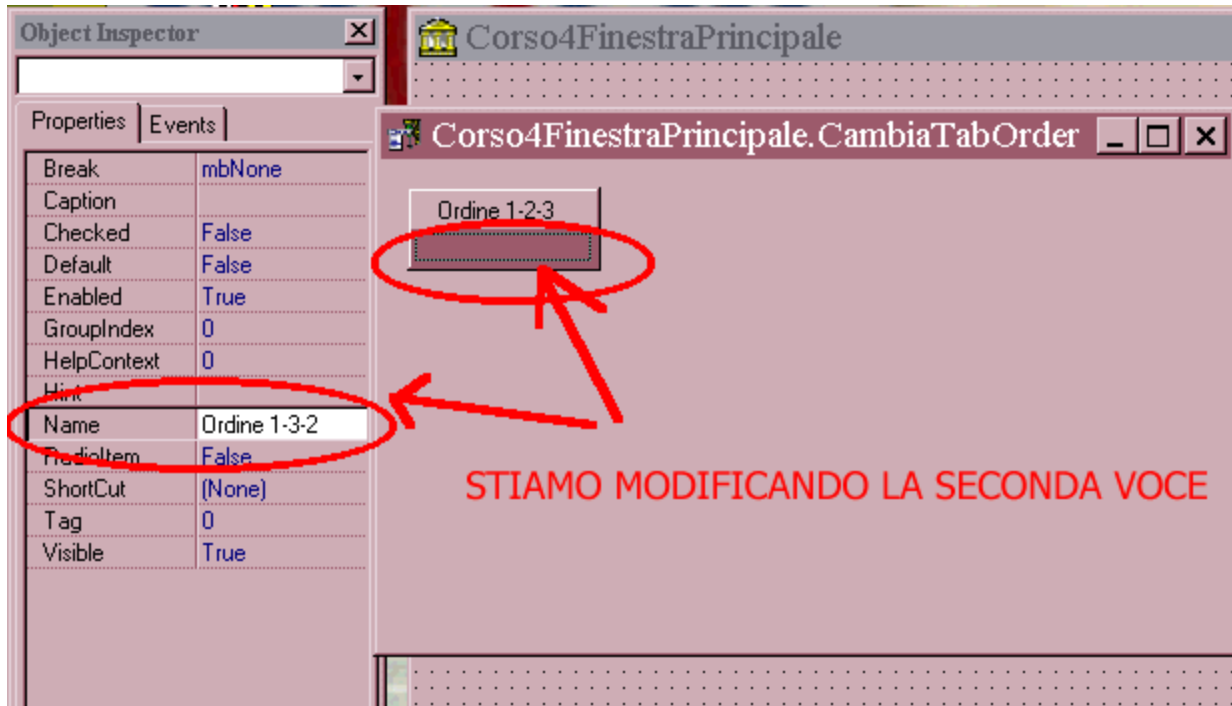 Object Inspector
Properties
Events
Break mbNone
Caption
Checked False
Default False
Enabled True
GroupIndex 0
HelpContext 0
Hint
Name Ordine 1-3-2
RadioItem False
ShortCut (None)
Tag 0
Visible True
Corso4FinestraPrincipale
Corso4FinestraPrincipale.CambiaTabOrder
Ordine 1-2-3
STIAMO MODIFICANDO LA SECONDA VOCE